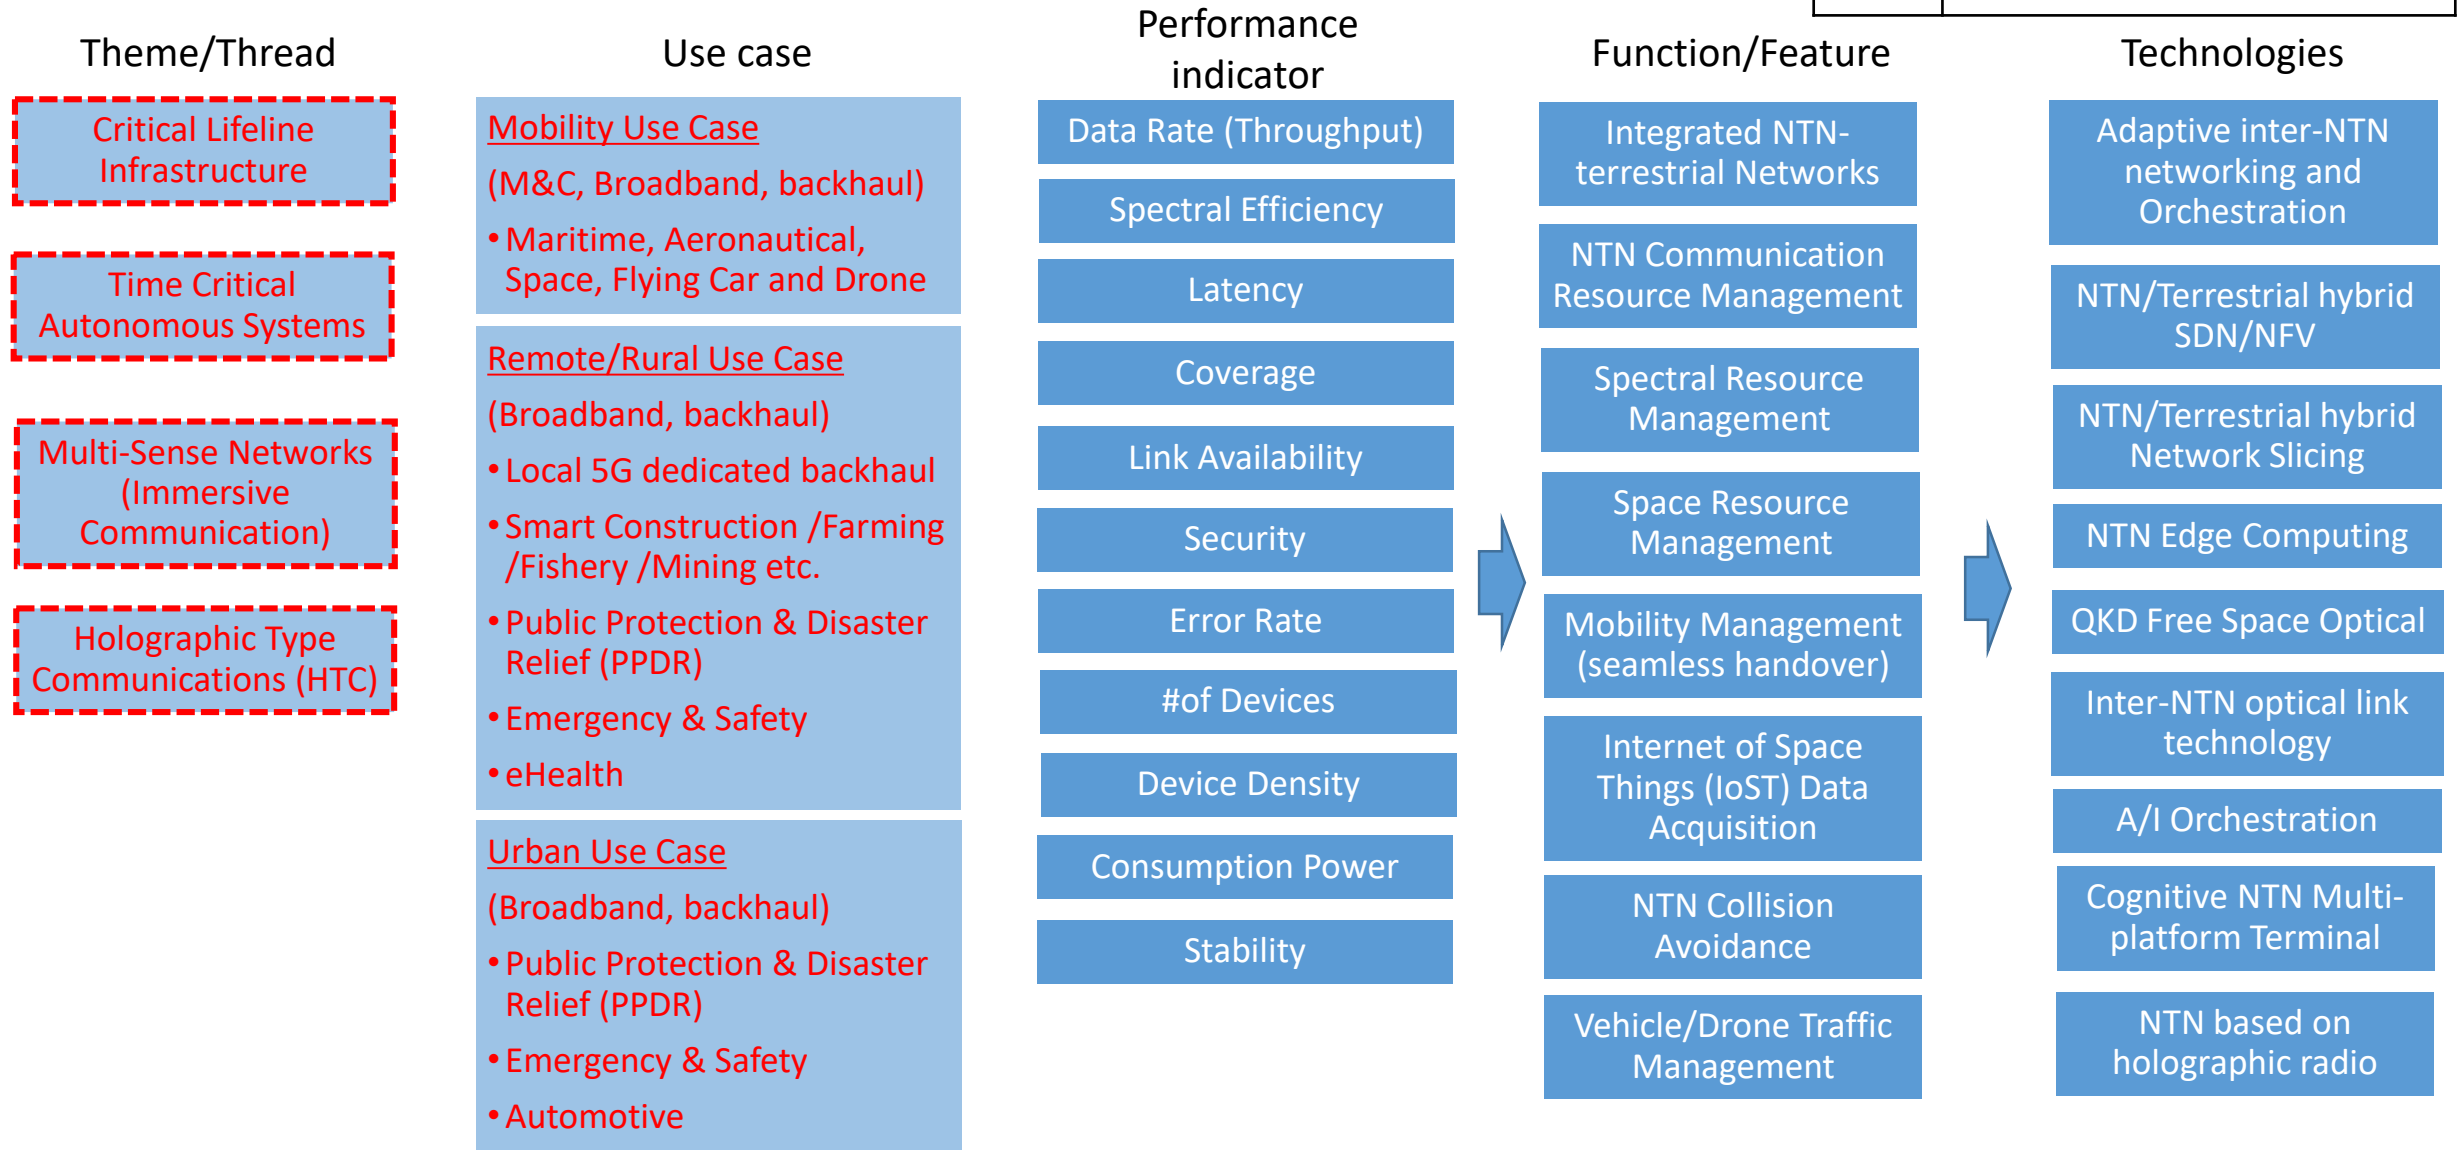 Theme/Thread
Critical Lifeline
Infrastructure
Time Critical
Autonomous Systems
Multi-Sense Networks
(Immersive
Communication)
Holographic Type
Communications (HTC)
Use case
Mobility Use Case
(M&C, Broadband, backhaul)
•Maritime, Aeronautical,
Space, Flying Car and Drone
Remote/Rural Use Case
(Broadband, backhaul)
•Local 5G dedicated backhaul
•Smart Construction /Farming
/Fishery /Mining etc.
•Public Protection & Disaster
Relief (PPDR)
•Emergency & Safety
•eHealth
Urban Use Case
(Broadband, backhaul)
•Public Protection & Disaster
Relief (PPDR)
•Emergency & Safety
•Automotive
Performance
indicator
Data Rate (Throughput)
Spectral Efficiency
Latency
Coverage
Link Availability
Security
Error Rate
#of Devices
Device Density
Consumption Power
Stability
Function/Feature
Integrated NTN-
terrestrial Networks
NTN Communication
Resource Management
Spectral Resource
Management
Space Resource
Management
Mobility Management
(seamless handover)
Internet of Space
Things (IoST) Data
Acquisition
NTN Collision
Avoidance
Vehicle/Drone Traffic
Management
Technologies
Adaptive inter-NTN
networking and
Orchestration
NTN/Terrestrial hybrid
SDN/NFV
NTN/Terrestrial hybrid
Network Slicing
NTN Edge Computing
QKD Free Space Optical
Inter-NTN optical link
technology
A/I Orchestration
Cognitive NTN Multi-
platform Terminal
NTN based on
holographic radio